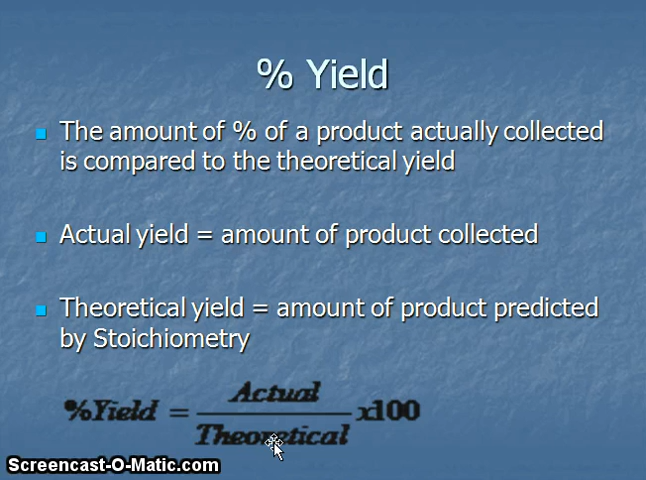 % Yield
The amount of % of a product actually collected
is compared to the theoretical yield
Actual yield = amount of product collected
Theoretical yield = amount of product predicted
by Stoichiometry
%Yield = Actual / Theoretical x100
Screencast-O-Matic.com